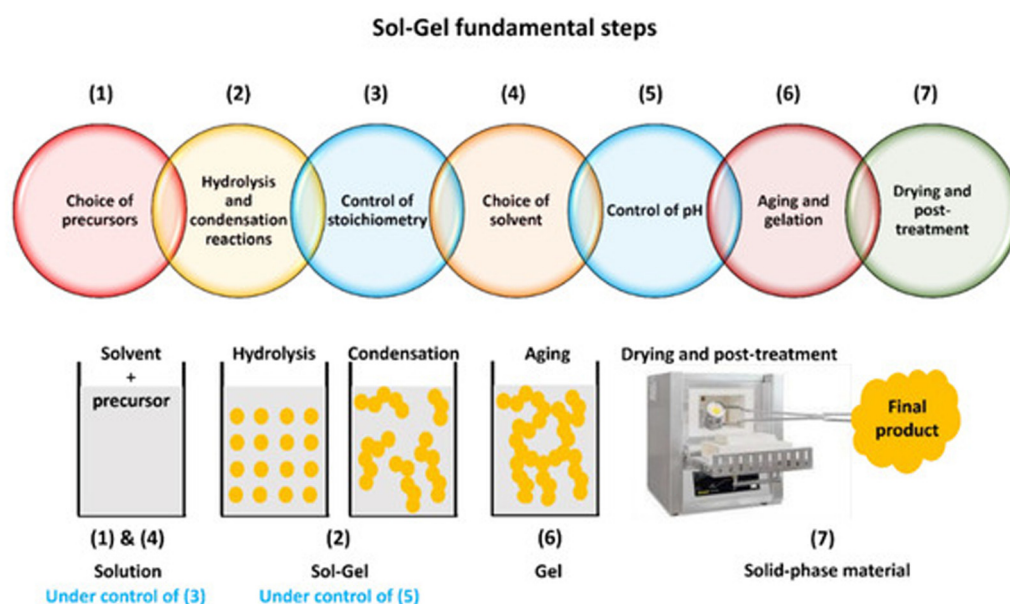 Sol-Gel fundamental steps
(1) (2) (3) (4) (5) (6) (7)
Choice of
precursors
Hydrolysis
and
condensation
reactions
Control of
stoichiometry
Choice of
solvent
Control of pH
Aging and
gelation
Drying and
post-
treatment
Solvent
+
precursor
Hydrolysis
Condensation
Aging
Drying and post-treatment
Final
product
(1) & (4)
Solution
Under control of (3)
(2)
Sol-Gel
Under control of (5)
(6)
Gel
(7)
Solid-phase material